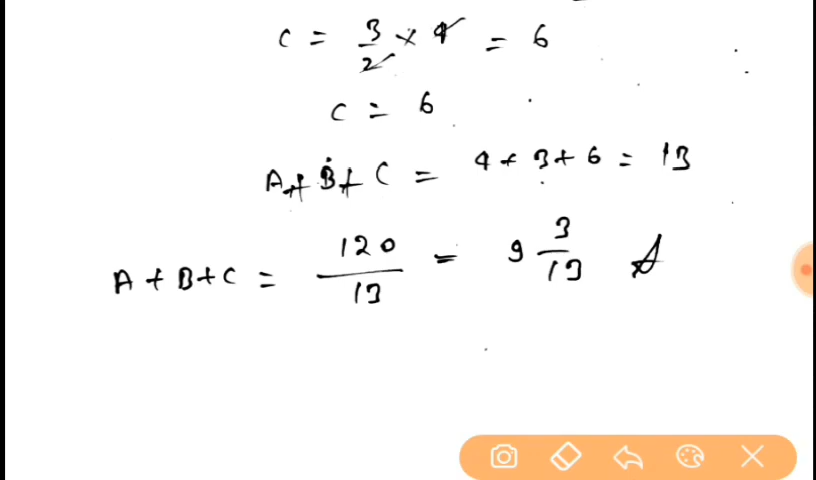 C = 3/2 × 4 = 6
C = 6
A + B + C = 4 + 3 + 6 = 13
A + B + C = 120/13 = 9 3/13